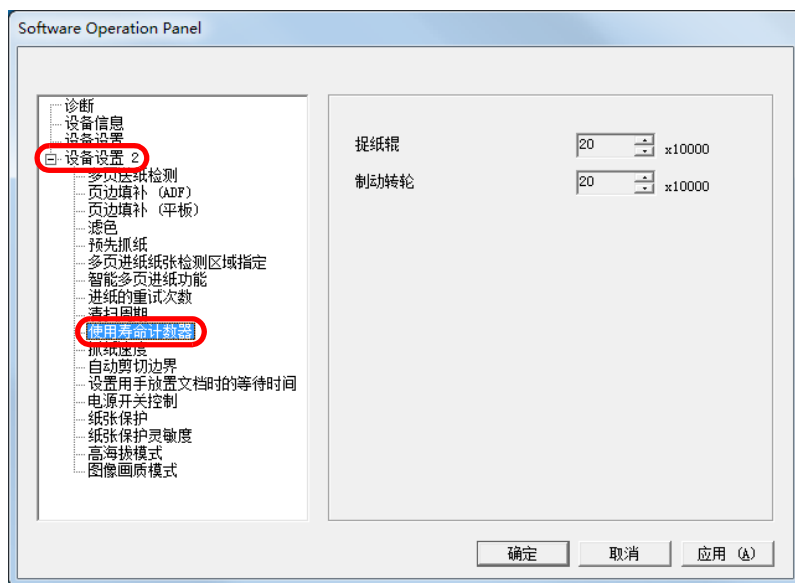 Software Operation Panel
诊断
设备信息
设备设置
设备设置 2
多页送纸检测
页边填补 (ADF)
页边填补 (平板)
滤色
预先抓纸
多页进纸纸张检测区域指定
智能多页进纸功能
进纸的重试次数
清扫周期
使用寿命计数器
抓纸速度
自动剪切边界
设置用手放置文档时的等待时间
电源开关控制
纸张保护
纸张保护灵敏度
高海拔模式
图像画质模式
捉纸辊 20 x10000
制动转轮 20 x10000
确定 取消 应用 (A)